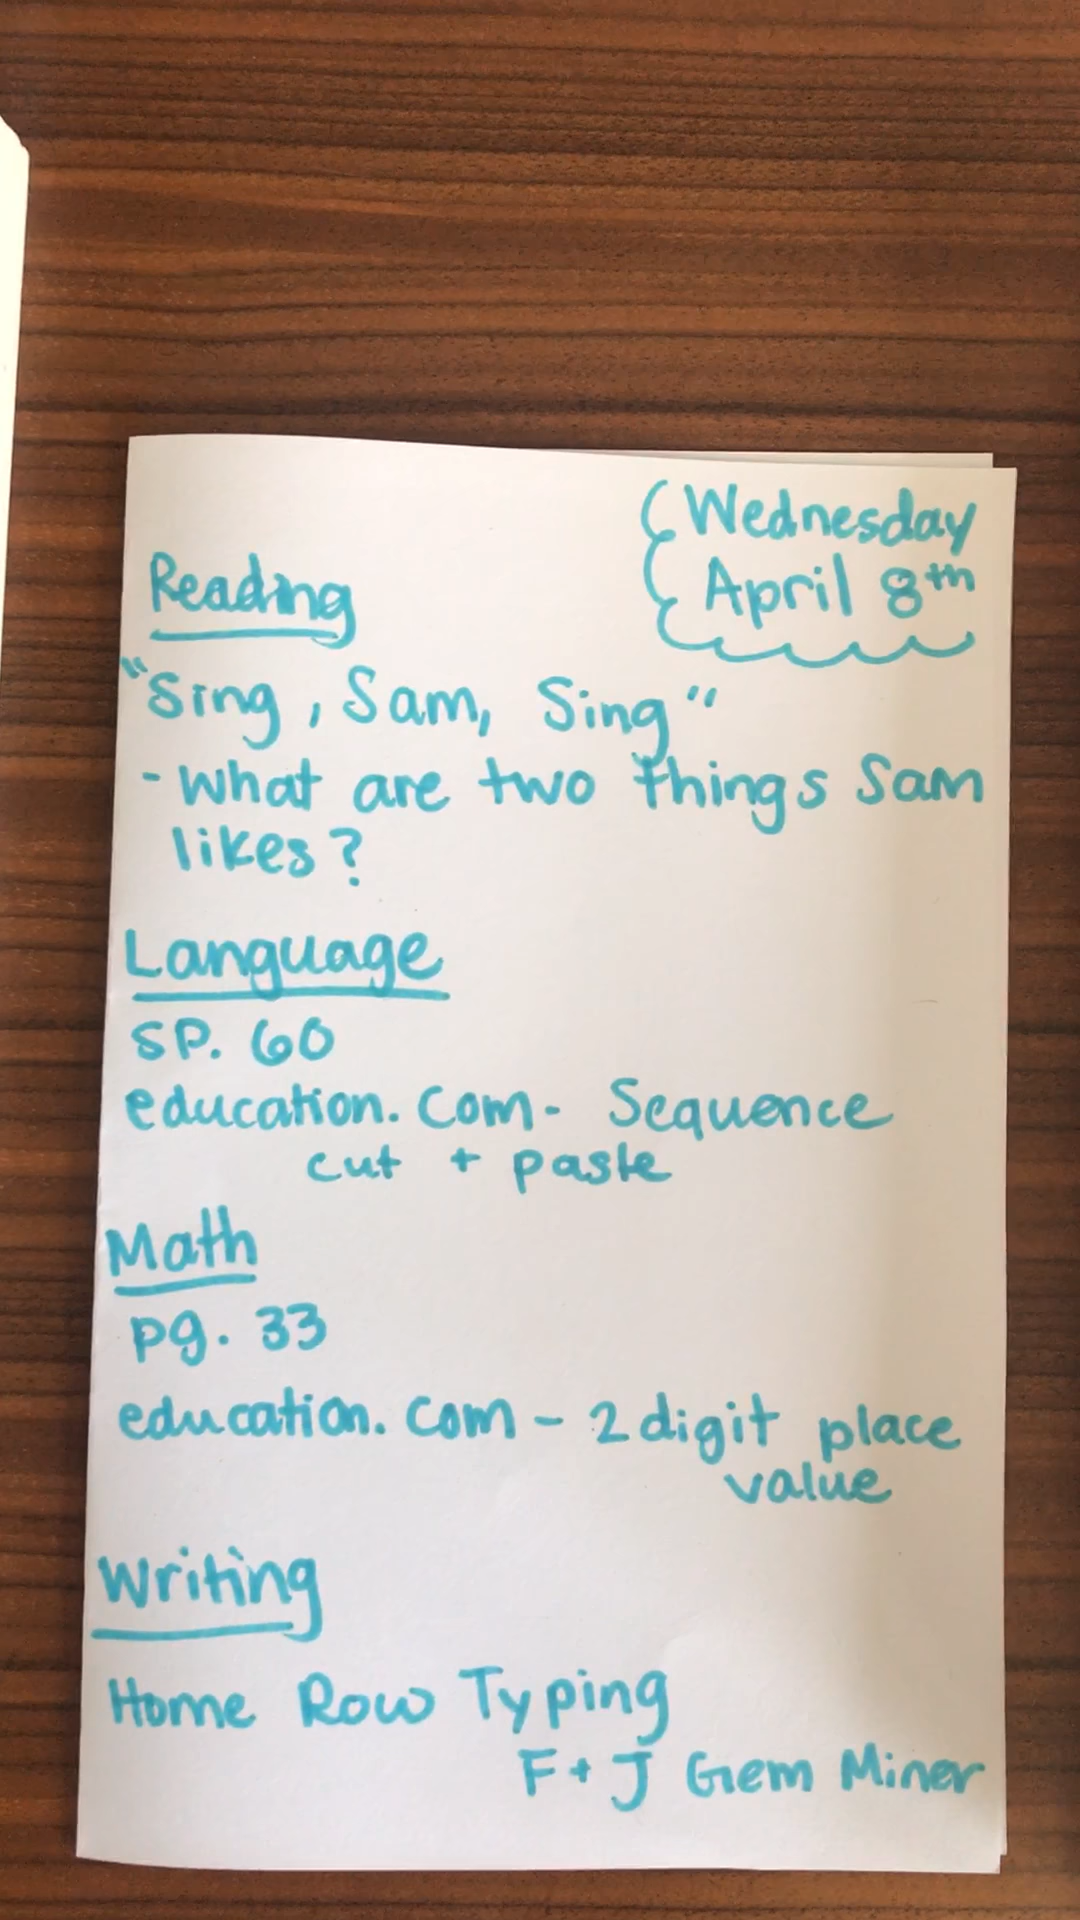 Wednesday
April 8th
Reading
"Sing, Sam, Sing"
- What are two things Sam
likes?
Language
SP. 60
education.com - Sequence
cut + paste
Math
pg. 33
education.com - 2 digit place
value
Writing
Home Row Typing
F + J Gem Miner